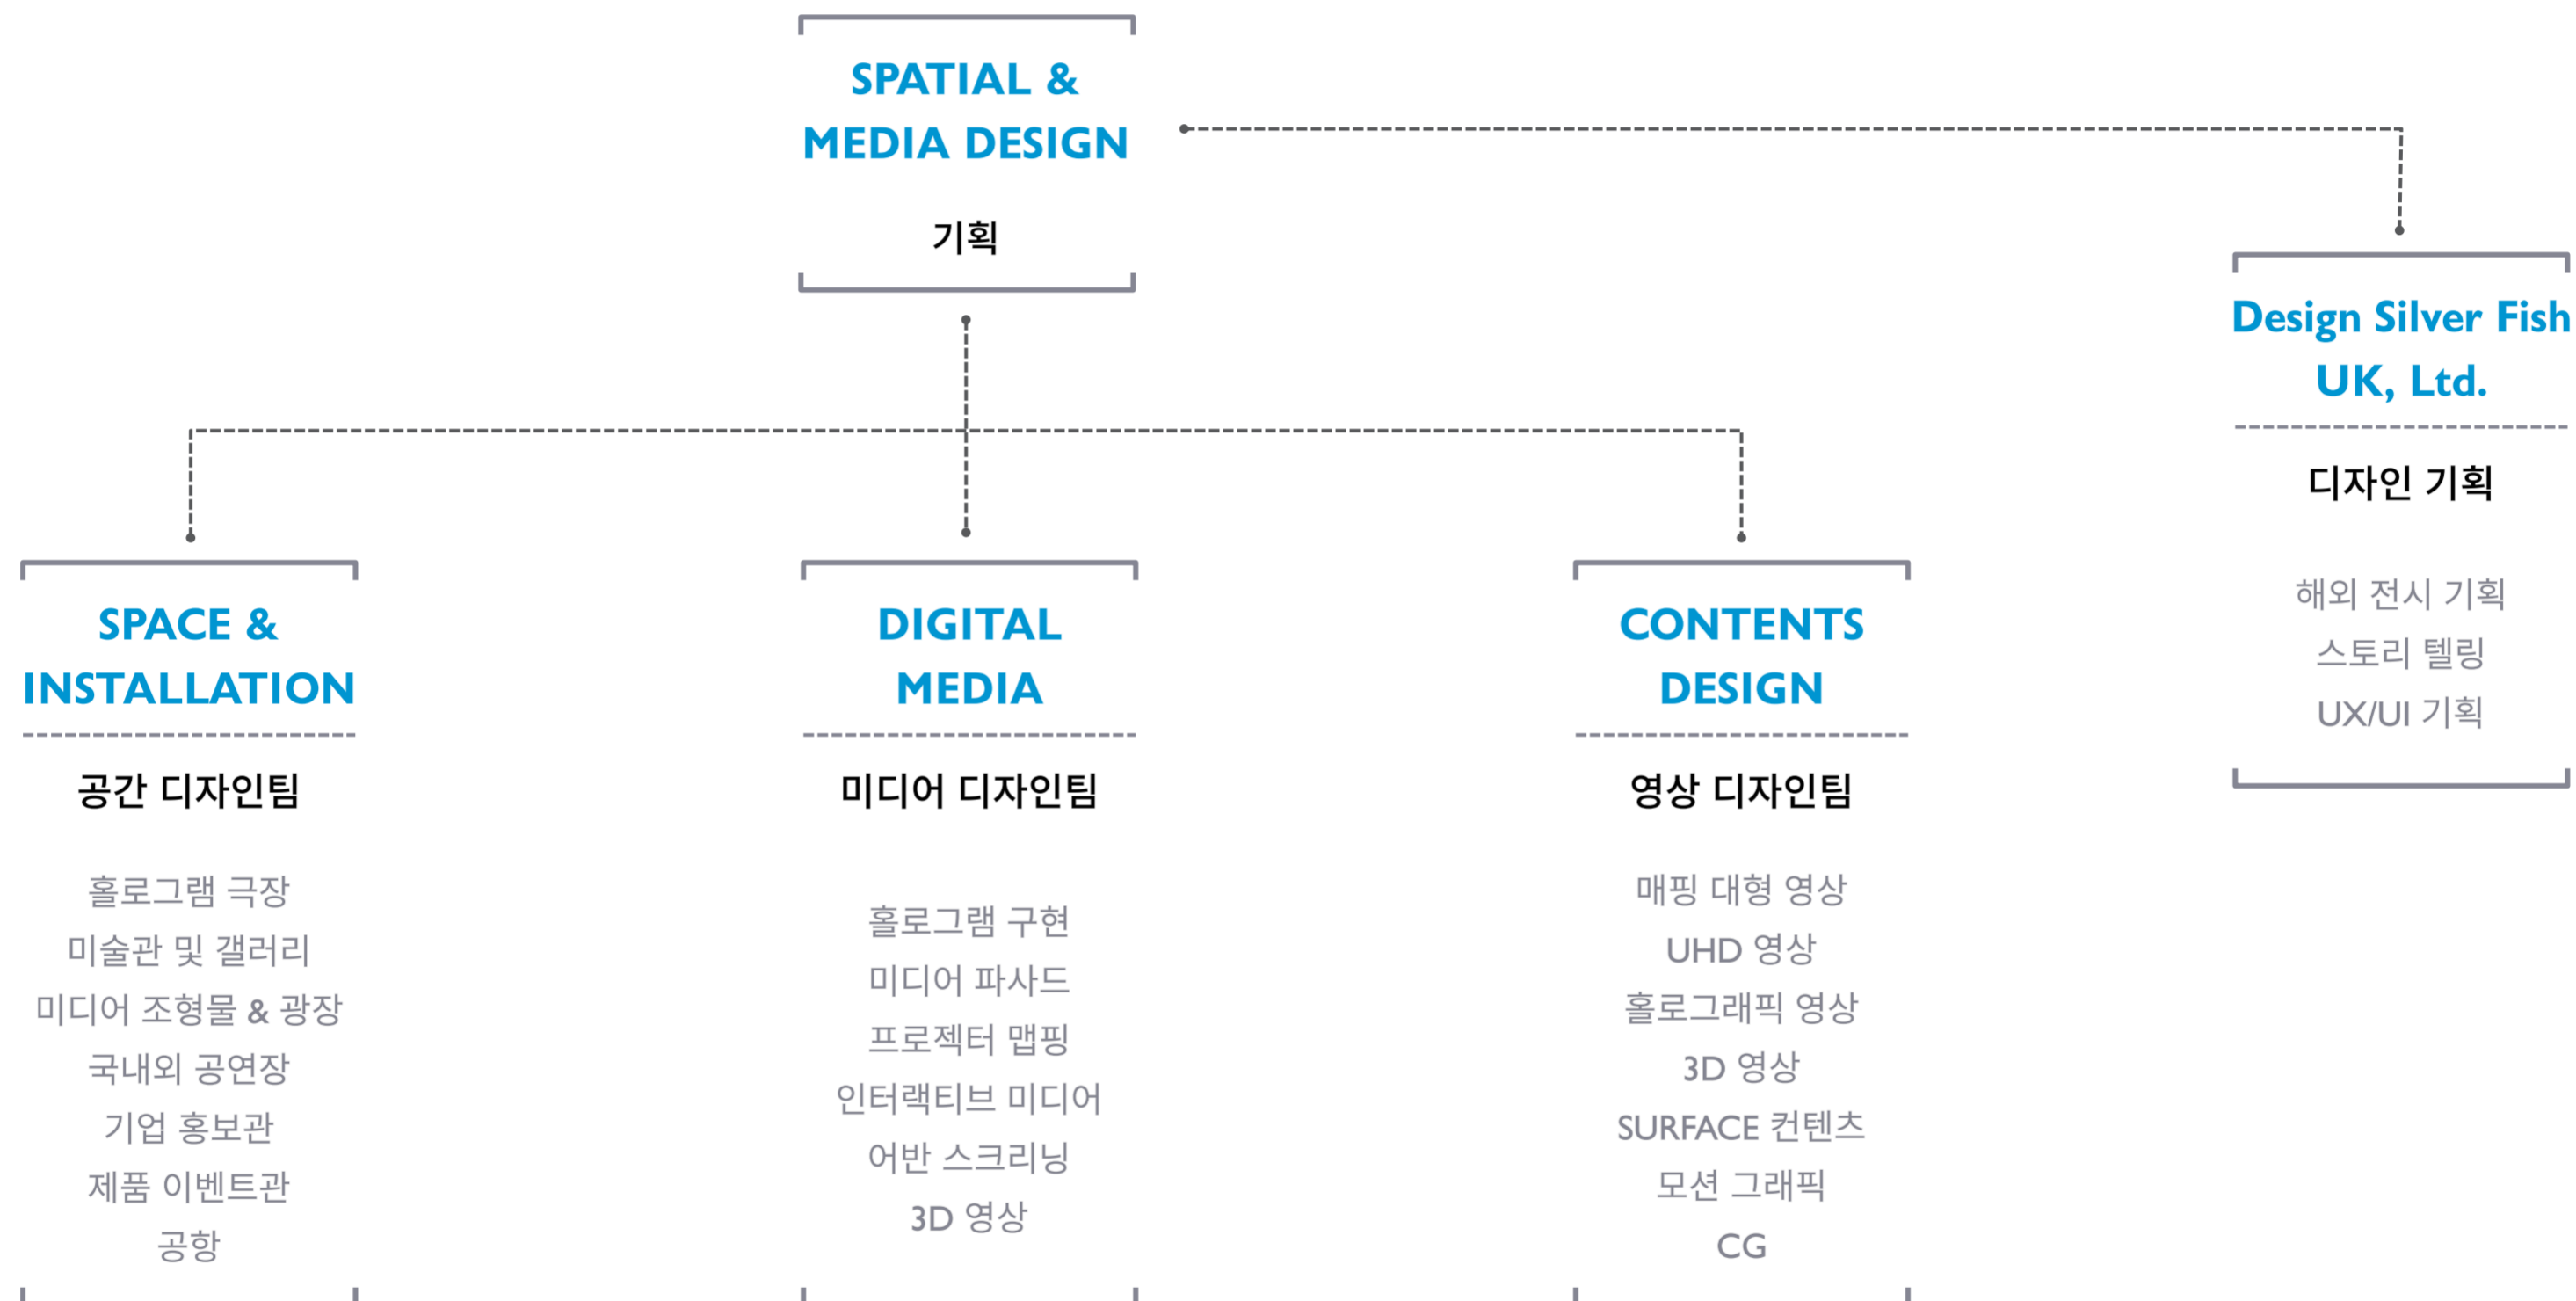 SPATIAL &
MEDIA DESIGN
기획
Design Silver Fish
UK, Ltd.
디자인 기획
해외 전시 기획
스토리 텔링
UX/UI 기획
SPACE &
INSTALLATION
공간 디자인팀
홀로그램 극장
미술관 및 갤러리
미디어 조형물 & 광장
국내외 공연장
기업 홍보관
제품 이벤트관
공항
DIGITAL
MEDIA
미디어 디자인팀
홀로그램 구현
미디어 파사드
프로젝터 맵핑
인터랙티브 미디어
어반 스크리닝
3D 영상
CONTENTS
DESIGN
영상 디자인팀
매핑 대형 영상
UHD 영상
홀로그래픽 영상
3D 영상
SURFACE 컨텐츠
모션 그래픽
CG